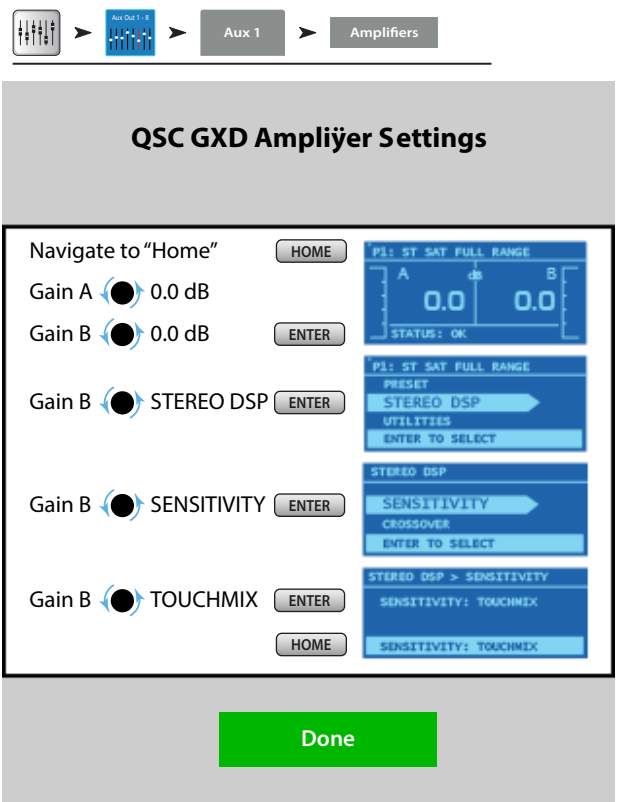 Aux Out 1 - 8
Aux 1
Amplifiers
QSC GXD Ampliÿer Settings
Navigate to “Home”
HOME
Gain A 0.0 dB
Gain B 0.0 dB
ENTER
P1: ST SAT FULL RANGE
A dB B
0.0 0.0
STATUS: OK
Gain B STEREO DSP
ENTER
P1: ST SAT FULL RANGE
PRESET
STEREO DSP
UTILITIES
ENTER TO SELECT
Gain B SENSITIVITY
ENTER
STEREO DSP
SENSITIVITY
CROSSOVER
ENTER TO SELECT
Gain B TOUCHMIX
ENTER
HOME
STEREO DSP > SENSITIVITY
SENSITIVITY: TOUCHMIX
SENSITIVITY: TOUCHMIX
Done